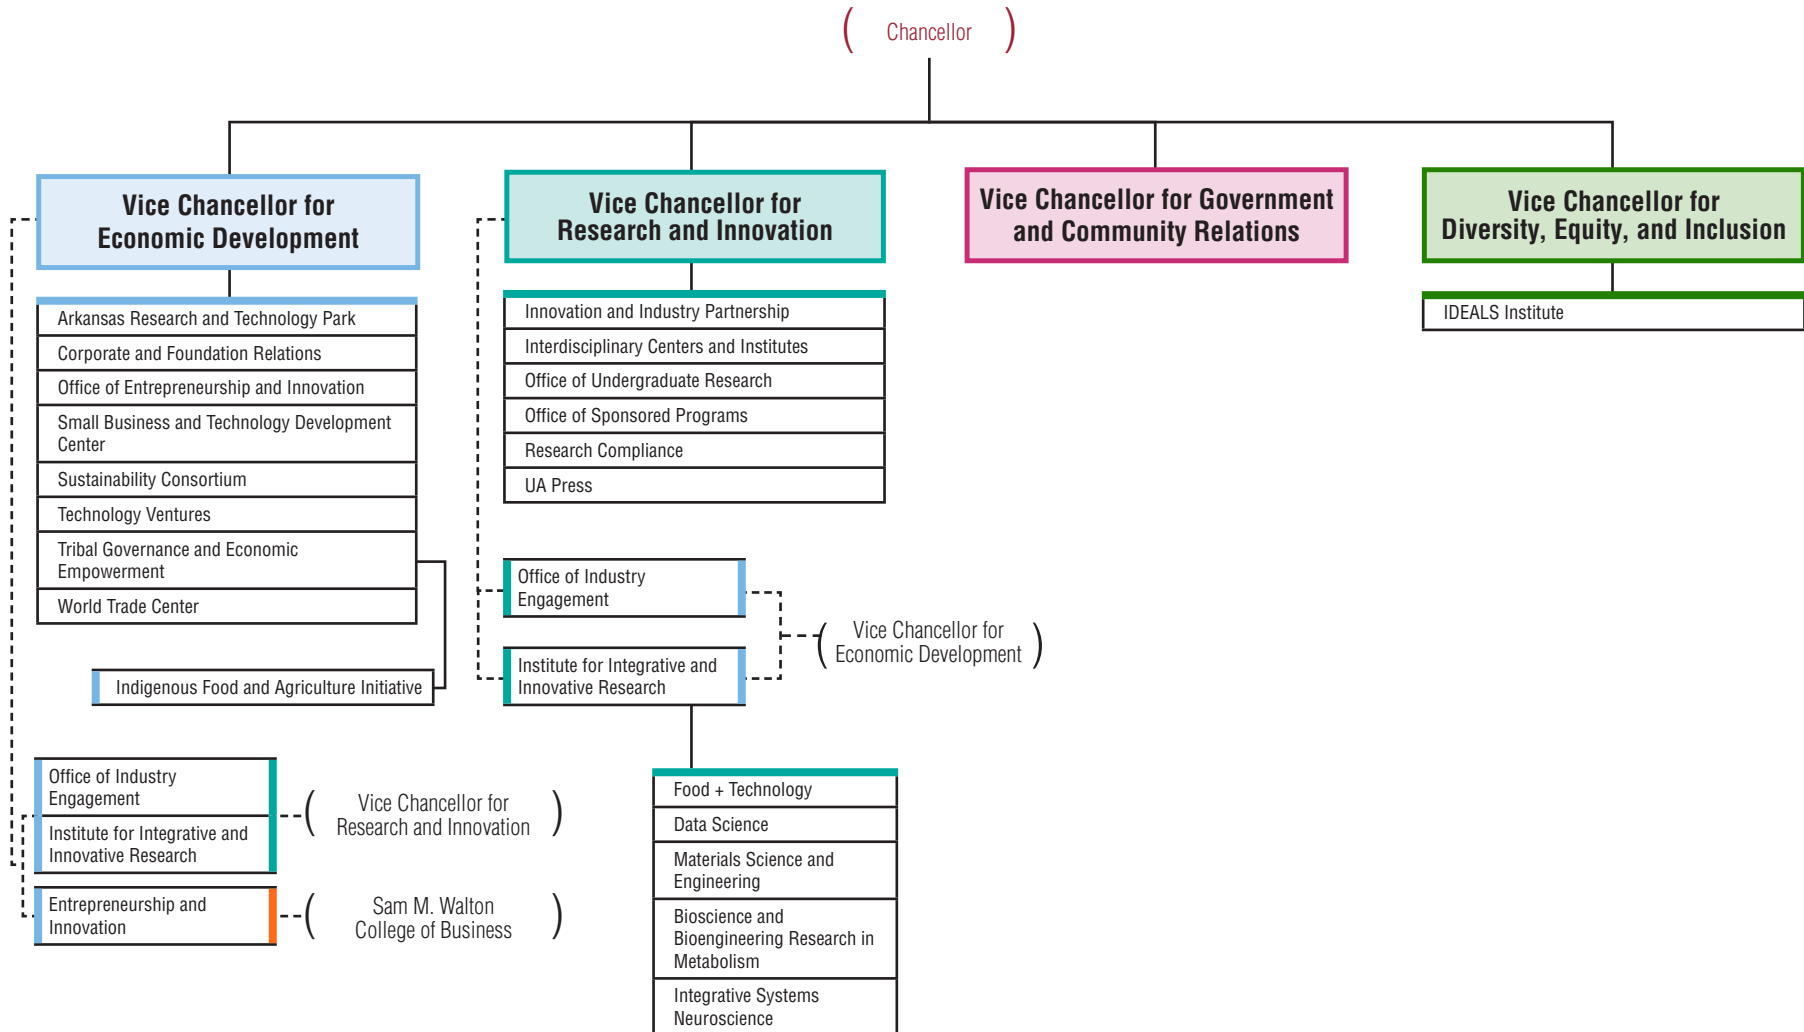 ( Chancellor )
Vice Chancellor for
Economic Development
Arkansas Research and Technology Park
Corporate and Foundation Relations
Office of Entrepreneurship and Innovation
Small Business and Technology Development
Center
Sustainability Consortium
Technology Ventures
Tribal Governance and Economic
Empowerment
World Trade Center
Indigenous Food and Agriculture Initiative
Office of Industry
Engagement
Institute for Integrative and
Innovative Research
( Vice Chancellor for
Research and Innovation )
Entrepreneurship and
Innovation
( Sam M. Walton
College of Business )
Vice Chancellor for
Research and Innovation
Innovation and Industry Partnership
Interdisciplinary Centers and Institutes
Office of Undergraduate Research
Office of Sponsored Programs
Research Compliance
UA Press
Office of Industry
Engagement
Institute for Integrative and
Innovative Research
( Vice Chancellor for
Economic Development )
Food + Technology
Data Science
Materials Science and
Engineering
Bioscience and
Bioengineering Research in
Metabolism
Integrative Systems
Neuroscience
Vice Chancellor for Government
and Community Relations
Vice Chancellor for
Diversity, Equity, and Inclusion
IDEALS Institute